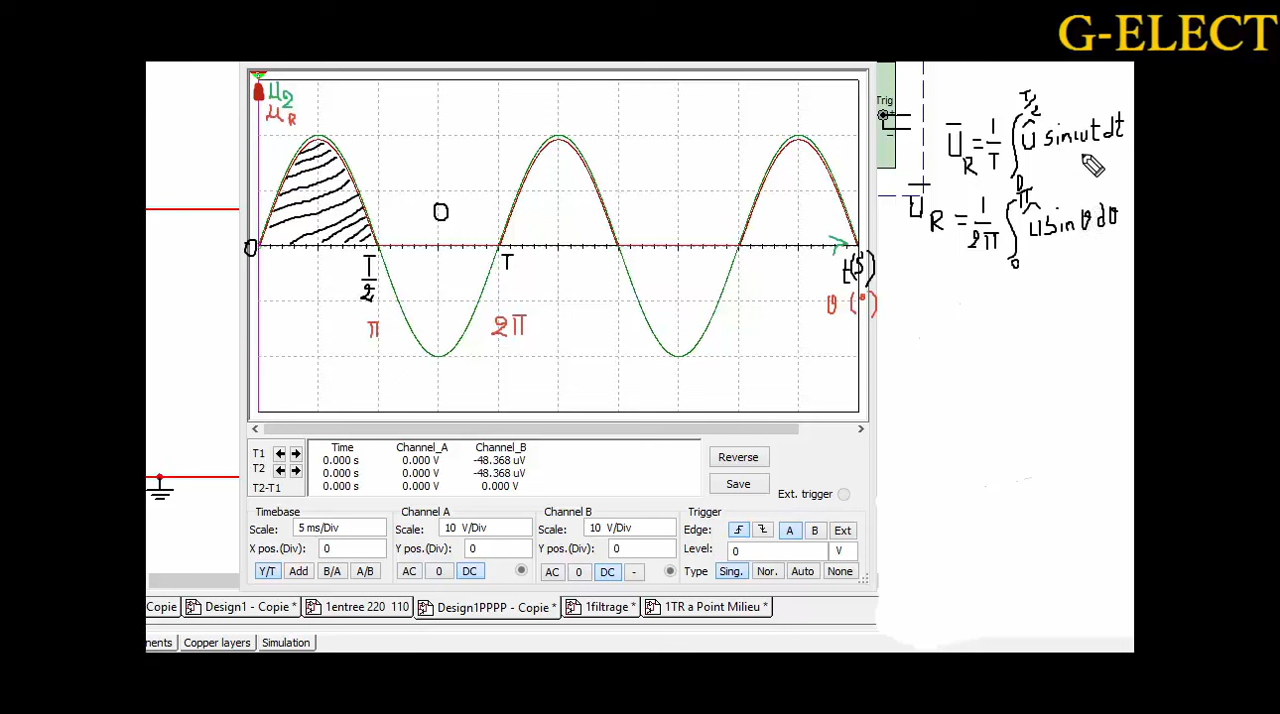 G-ELECT
u2
uR
0
0
T/2
T
t(s)
π
2π
θ (°)
Trig
+
-
ŪR = 1/T ∫ T/2 0 û sinωt dt
ŪR = 1/2π ∫ π 0 û sinθ dθ
T1
T2
T2-T1
Time Channel_A Channel_B
0.000 s 0.000 V -48.368 uV
0.000 s 0.000 V -48.368 uV
0.000 s 0.000 V 0.000 V
Reverse
Save
Ext. trigger
Timebase
Scale: 5 ms/Div
X pos.(Div): 0
Y/T Add B/A A/B
Channel A
Scale: 10 V/Div
Y pos.(Div): 0
AC 0 DC
Channel B
Scale: 10 V/Div
Y pos.(Div): 0
AC 0 DC -
Trigger
Edge: A B Ext
Level: 0 V
Type Sing. Nor. Auto None
Copie Design1 - Copie * 1entree 220 110 Design1PPPP - Copie * 1filtrage * 1TR a Point Milieu *
nents Copper layers Simulation